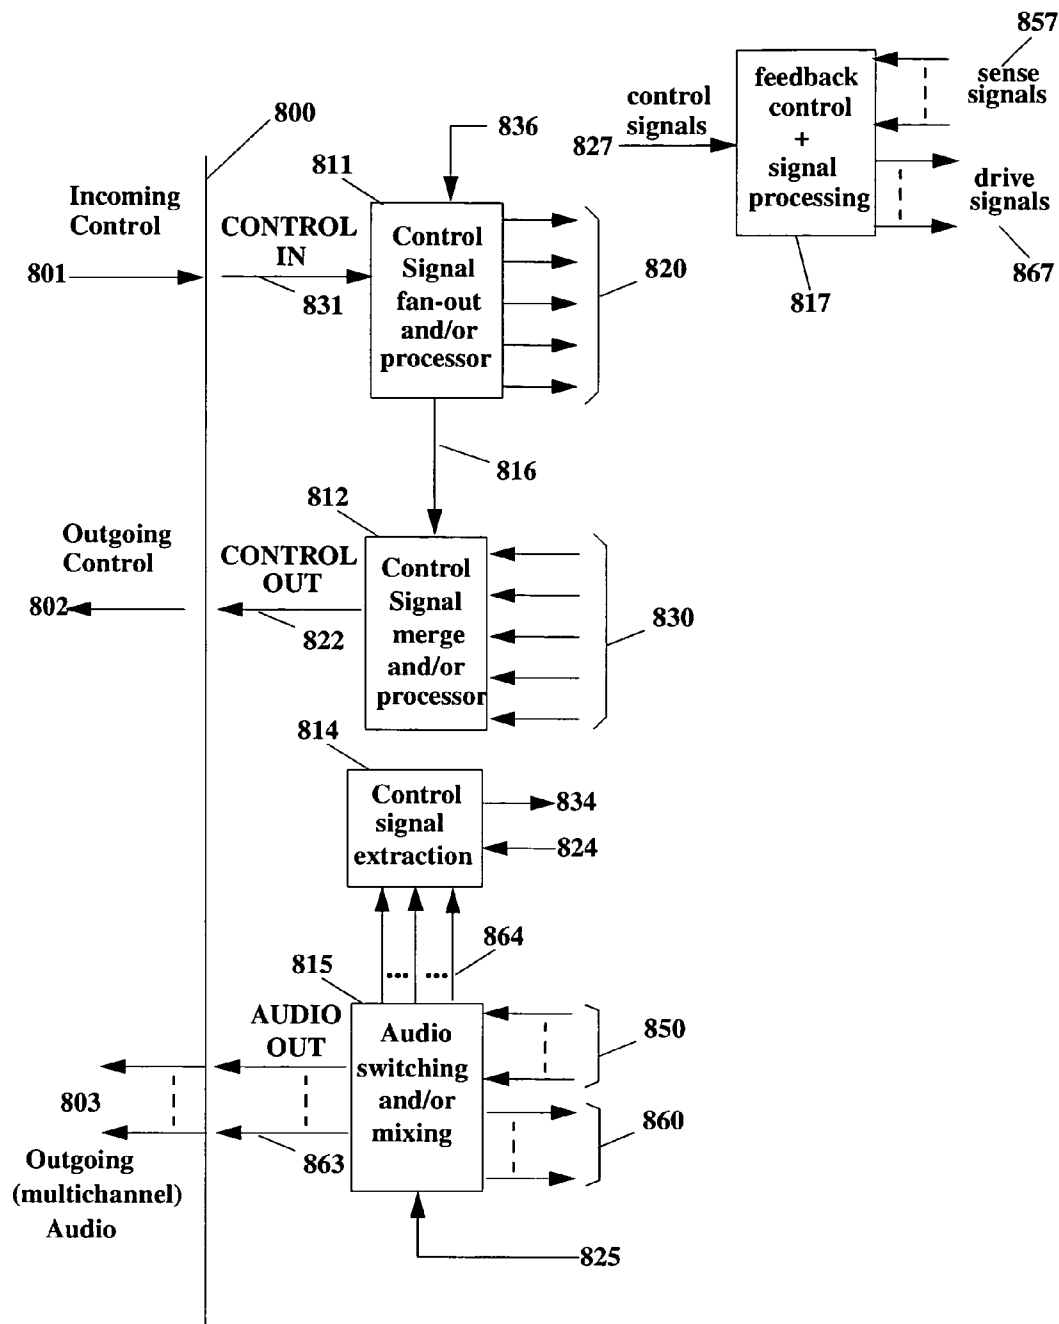 857
sense
signals
feedback
control
+
signal
processing
control
signals
827
drive
signals
867
817
800
836
811
Incoming
Control
801
CONTROL
IN
831
Control
Signal
fan-out
and/or
processor
820
816
812
Outgoing
Control
802
CONTROL
OUT
822
Control
Signal
merge
and/or
processor
830
814
Control
signal
extraction
834
824
864
815
AUDIO
OUT
Audio
switching
and/or
mixing
850
860
803
863
Outgoing
(multichannel)
Audio
825